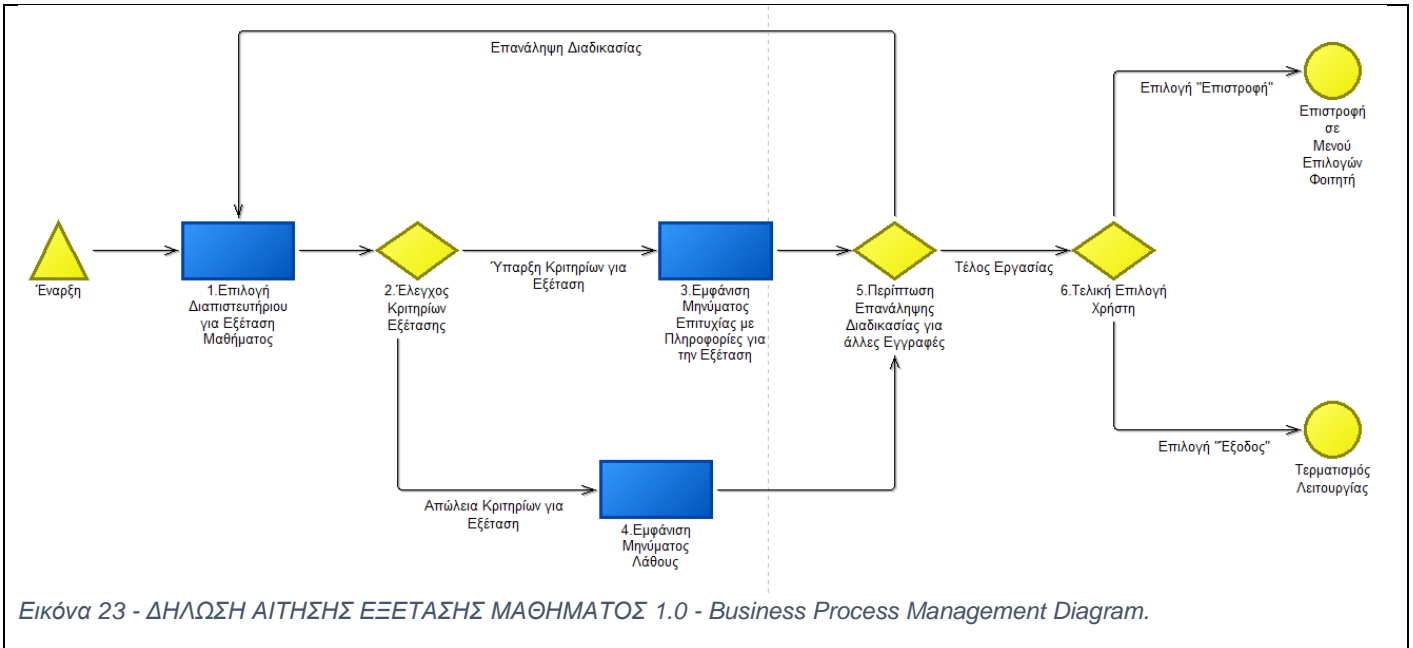 Επανάληψη Διαδικασίας
Επιλογή "Επιστροφή"
Επιστροφή
σε
Μενού
Επιλογών
Φοιτητή
Έναρξη
1.Επιλογή
Διαπιστευτήριου
για Εξέταση
Μαθήματος
2.Έλεγχος
Κριτηρίων
Εξέτασης
Ύπαρξη Κριτηρίων για
Εξέταση
3.Εμφάνιση
Μηνύματος
Επιτυχίας με
Πληροφορίες για
την Εξέταση
5.Περίπτωση
Επανάληψης
Διαδικασίας για
άλλες Εγγραφές
Τέλος Εργασίας
6.Τελική Επιλογή
Χρήστη
Απώλεια Κριτηρίων για
Εξέταση
4.Εμφάνιση
Μηνύματος
Λάθους
Επιλογή "Έξοδος"
Τερματισμός
Λειτουργίας
Εικόνα 23 - ΔΗΛΩΣΗ ΑΙΤΗΣΗΣ ΕΞΕΤΑΣΗΣ ΜΑΘΗΜΑΤΟΣ 1.0 - Business Process Management Diagram.